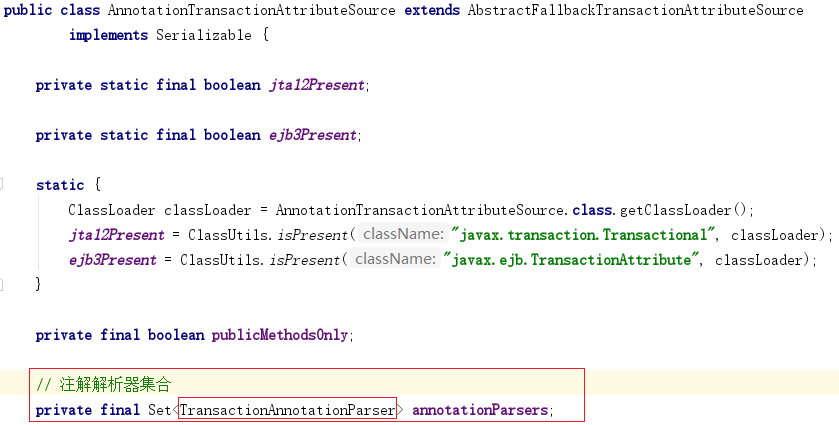 public class AnnotationTransactionAttributeSource extends AbstractFallbackTransactionAttributeSource
implements Serializable {
private static final boolean jta12Present;
private static final boolean ejb3Present;
static {
ClassLoader classLoader = AnnotationTransactionAttributeSource.class.getClassLoader();
jta12Present = ClassUtils.isPresent( className: "javax.transaction.Transactional", classLoader);
ejb3Present = ClassUtils.isPresent( className: "javax.ejb.TransactionAttribute", classLoader);
}
private final boolean publicMethodsOnly;
// 注解解析器集合
private final Set<TransactionAnnotationParser> annotationParsers;